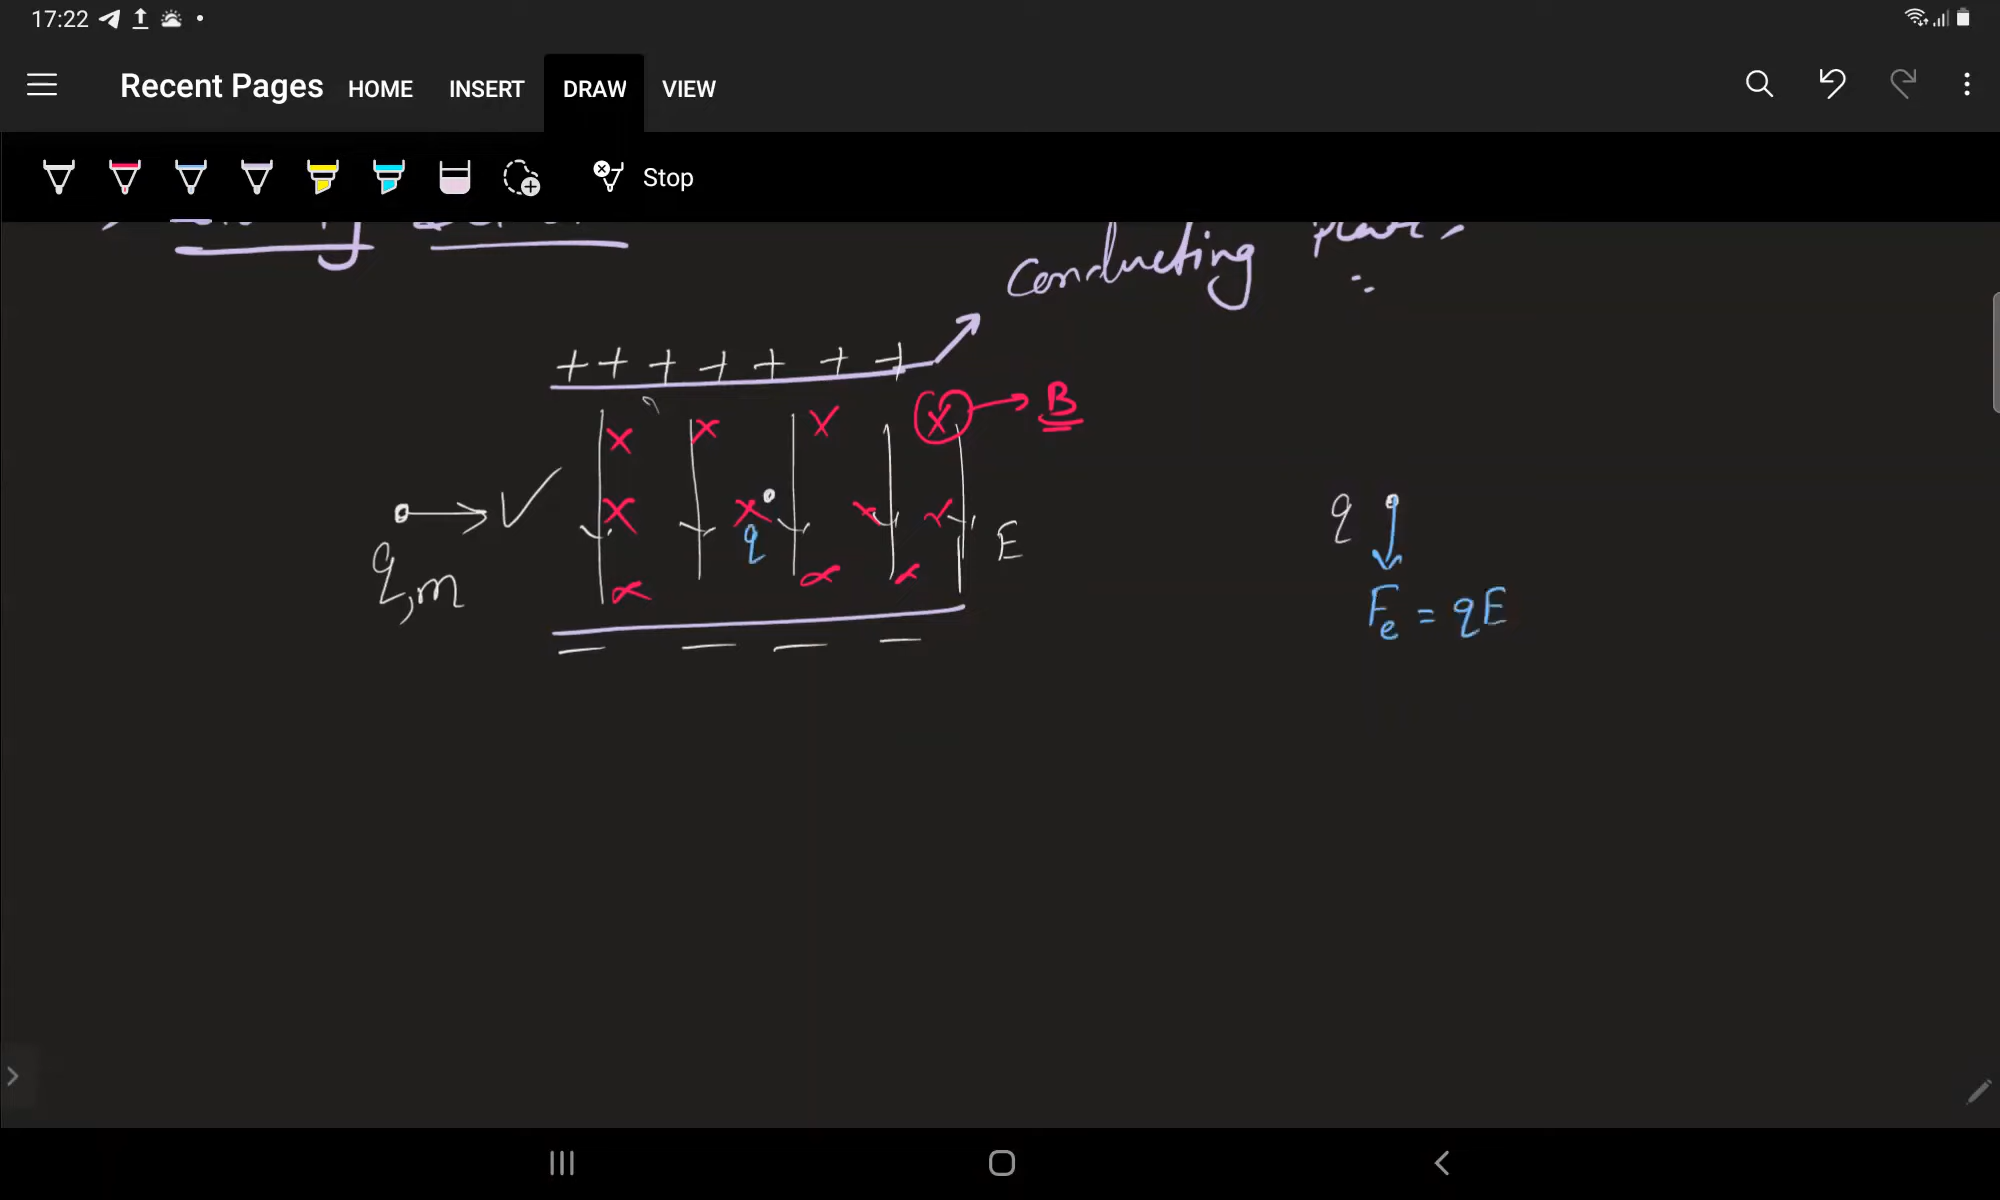 17:22
Recent Pages HOME INSERT DRAW VIEW
Stop
Conducting
+ + + + + + +
X X X X → B
q,m → V X X q X X E
X X X
— — — —
q
Fe = qE